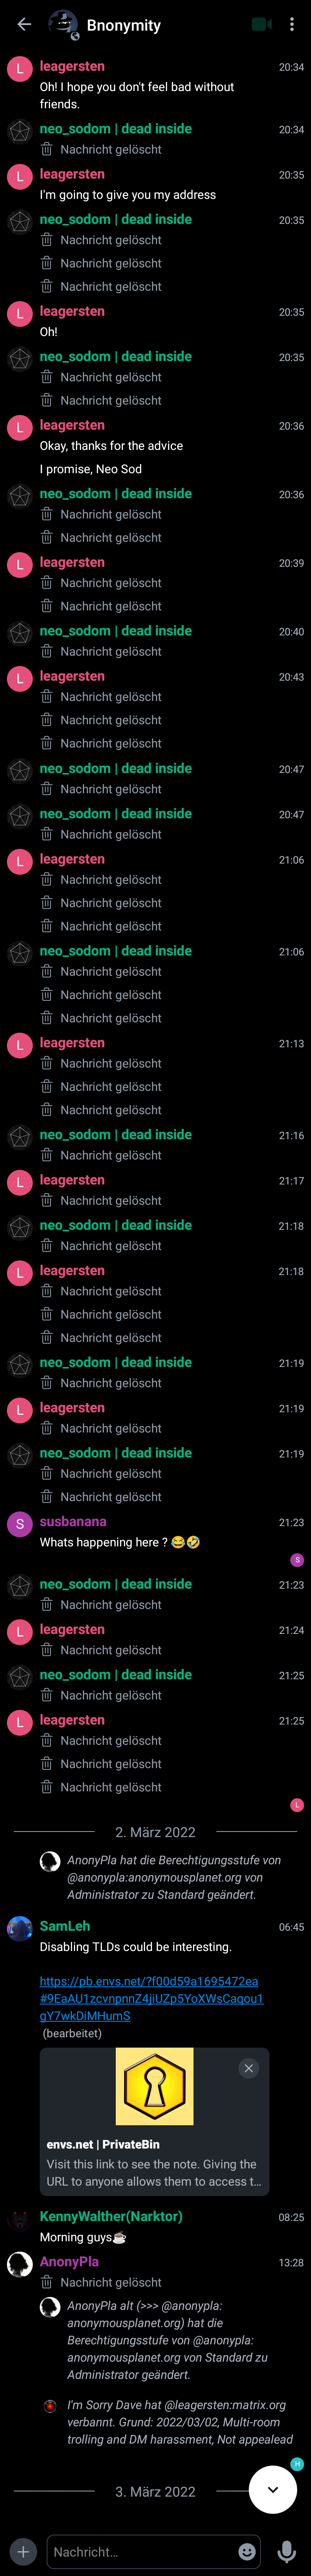 Bnonymity
L leagersten 20:34
Oh! I hope you don't feel bad without
friends.
neo_sodom | dead inside 20:34
Nachricht gelöscht
L leagersten 20:35
I'm going to give you my address
neo_sodom | dead inside 20:35
Nachricht gelöscht
Nachricht gelöscht
Nachricht gelöscht
L leagersten 20:35
Oh!
neo_sodom | dead inside 20:35
Nachricht gelöscht
Nachricht gelöscht
L leagersten 20:36
Okay, thanks for the advice
I promise, Neo Sod
neo_sodom | dead inside 20:36
Nachricht gelöscht
Nachricht gelöscht
L leagersten 20:39
Nachricht gelöscht
Nachricht gelöscht
neo_sodom | dead inside 20:40
Nachricht gelöscht
L leagersten 20:43
Nachricht gelöscht
Nachricht gelöscht
Nachricht gelöscht
neo_sodom | dead inside 20:47
Nachricht gelöscht
neo_sodom | dead inside 20:47
Nachricht gelöscht
L leagersten 21:06
Nachricht gelöscht
Nachricht gelöscht
Nachricht gelöscht
neo_sodom | dead inside 21:06
Nachricht gelöscht
Nachricht gelöscht
Nachricht gelöscht
L leagersten 21:13
Nachricht gelöscht
Nachricht gelöscht
Nachricht gelöscht
neo_sodom | dead inside 21:16
Nachricht gelöscht
L leagersten 21:17
Nachricht gelöscht
neo_sodom | dead inside 21:18
Nachricht gelöscht
L leagersten 21:18
Nachricht gelöscht
Nachricht gelöscht
Nachricht gelöscht
neo_sodom | dead inside 21:19
Nachricht gelöscht
L leagersten 21:19
Nachricht gelöscht
neo_sodom | dead inside 21:19
Nachricht gelöscht
Nachricht gelöscht
S susbanana 21:23
Whats happening here ? 😂🤣
S
neo_sodom | dead inside 21:23
Nachricht gelöscht
L leagersten 21:24
Nachricht gelöscht
neo_sodom | dead inside 21:25
Nachricht gelöscht
L leagersten 21:25
Nachricht gelöscht
Nachricht gelöscht
Nachricht gelöscht
L
2. März 2022
AnonyPla hat die Berechtigungsstufe von
@anonypla:anonymousplanet.org von
Administrator zu Standard geändert.
SamLeh 06:45
Disabling TLDs could be interesting.
https://pb.envs.net/?f00d59a1695472ea
#9EaAU1zcvnpnnZ4jiUZp5YoXWsCaqou1
gY7wkDiMHumS
(bearbeitet)
envs.net | PrivateBin
Visit this link to see the note. Giving the
URL to anyone allows them to access t...
KennyWalther(Narktor) 08:25
Morning guys☕
AnonyPla 13:28
Nachricht gelöscht
AnonyPla alt (>>> @anonypla:
anonymousplanet.org) hat die
Berechtigungsstufe von @anonypla:
anonymousplanet.org von Standard zu
Administrator geändert.
I'm Sorry Dave hat @leagersten:matrix.org
verbannt. Grund: 2022/03/02, Multi-room
trolling and DM harassment, Not appealead
H
3. März 2022
Nachricht...